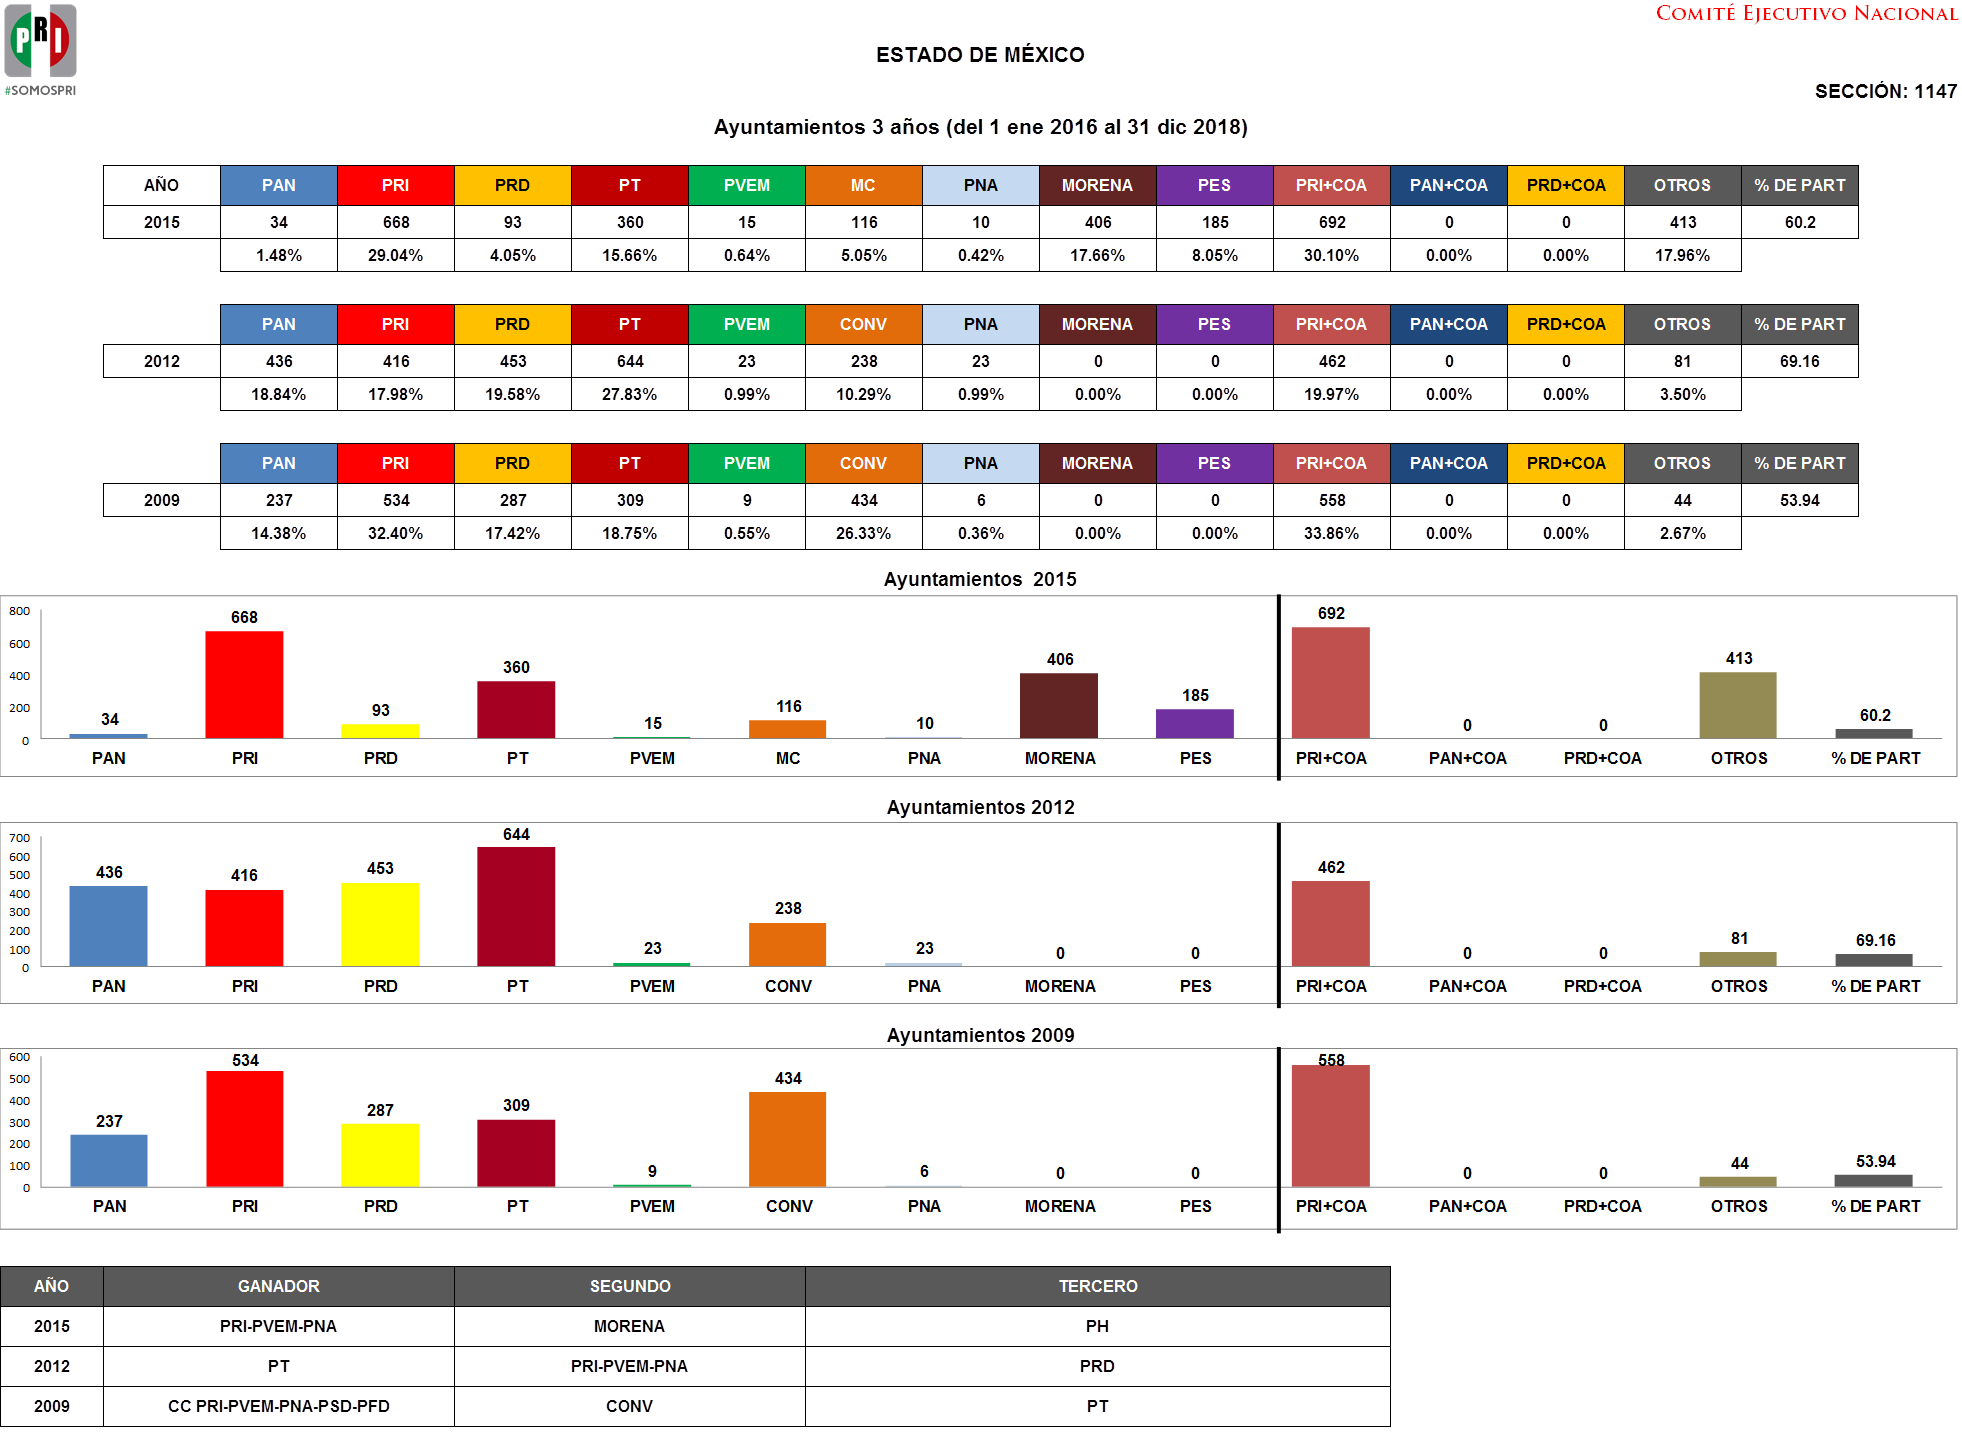 PRI
#SOMOSPRI
COMITÉ EJECUTIVO NACIONAL
ESTADO DE MÉXICO
SECCIÓN: 1147
Ayuntamientos 3 años (del 1 ene 2016 al 31 dic 2018)
AÑO PAN PRI PRD PT PVEM MC PNA MORENA PES PRI+COA PAN+COA PRD+COA OTROS % DE PART
2015 34 668 93 360 15 116 10 406 185 692 0 0 413 60.2
1.48% 29.04% 4.05% 15.66% 0.64% 5.05% 0.42% 17.66% 8.05% 30.10% 0.00% 0.00% 17.96%
PAN PRI PRD PT PVEM CONV PNA MORENA PES PRI+COA PAN+COA PRD+COA OTROS % DE PART
2012 436 416 453 644 23 238 23 0 0 462 0 0 81 69.16
18.84% 17.98% 19.58% 27.83% 0.99% 10.29% 0.99% 0.00% 0.00% 19.97% 0.00% 0.00% 3.50%
PAN PRI PRD PT PVEM CONV PNA MORENA PES PRI+COA PAN+COA PRD+COA OTROS % DE PART
2009 237 534 287 309 9 434 6 0 0 558 0 0 44 53.94
14.38% 32.40% 17.42% 18.75% 0.55% 26.33% 0.36% 0.00% 0.00% 33.86% 0.00% 0.00% 2.67%
Ayuntamientos 2015
800
600
400
200
0
34 668 93 360 15 116 10 406 185 692 0 0 413 60.2
PAN PRI PRD PT PVEM MC PNA MORENA PES PRI+COA PAN+COA PRD+COA OTROS % DE PART
Ayuntamientos 2012
700
600
500
400
300
200
100
0
436 416 453 644 23 238 23 0 0 462 0 0 81 69.16
PAN PRI PRD PT PVEM CONV PNA MORENA PES PRI+COA PAN+COA PRD+COA OTROS % DE PART
Ayuntamientos 2009
600
500
400
300
200
100
0
237 534 287 309 9 434 6 0 0 558 0 0 44 53.94
PAN PRI PRD PT PVEM CONV PNA MORENA PES PRI+COA PAN+COA PRD+COA OTROS % DE PART
AÑO GANADOR SEGUNDO TERCERO
2015 PRI-PVEM-PNA MORENA PH
2012 PT PRI-PVEM-PNA PRD
2009 CC PRI-PVEM-PNA-PSD-PFD CONV PT